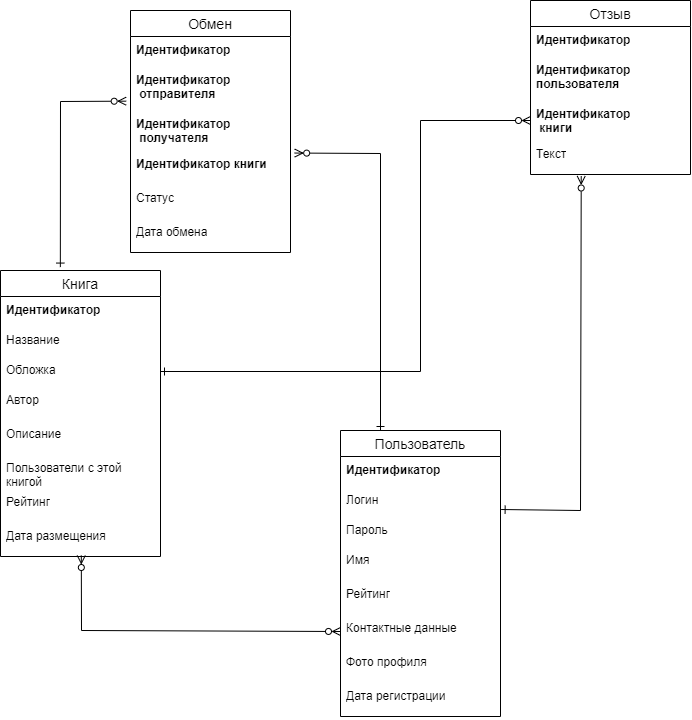 Обмен
Идентификатор
Идентификатор
отправителя
Идентификатор
получателя
Идентификатор книги
Статус
Дата обмена
Отзыв
Идентификатор
Идентификатор
пользователя
Идентификатор
книги
Текст
Книга
Идентификатор
Название
Обложка
Автор
Описание
Пользователи с этой
книгой
Рейтинг
Дата размещения
Пользователь
Идентификатор
Логин
Пароль
Имя
Рейтинг
Контактные данные
Фото профиля
Дата регистрации